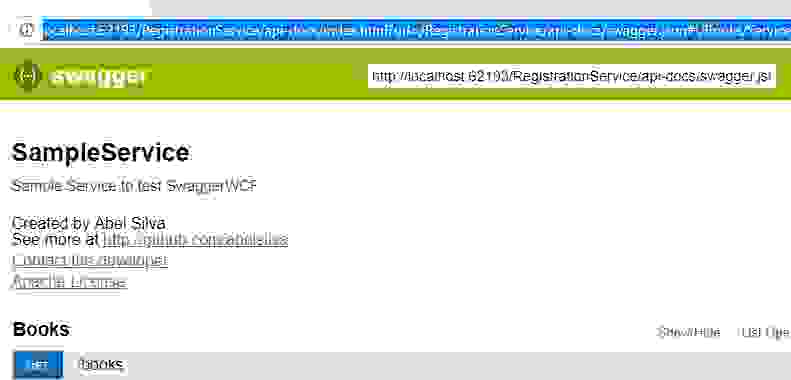 localhost:62193/RegistrationService/api-docs/index.html?url=/RegistrationService/api-docs/swagger.json#!/Books/
swagger
http://localhost:62193/RegistrationService/api-docs/swagger.js
SampleService
Sample Service to test SwaggerWCF
Created by Abel Silva
See more at http://github.com/abelsilva
Contact the developer
Apache License
Books
Show/Hide
List Ope
GET
/books